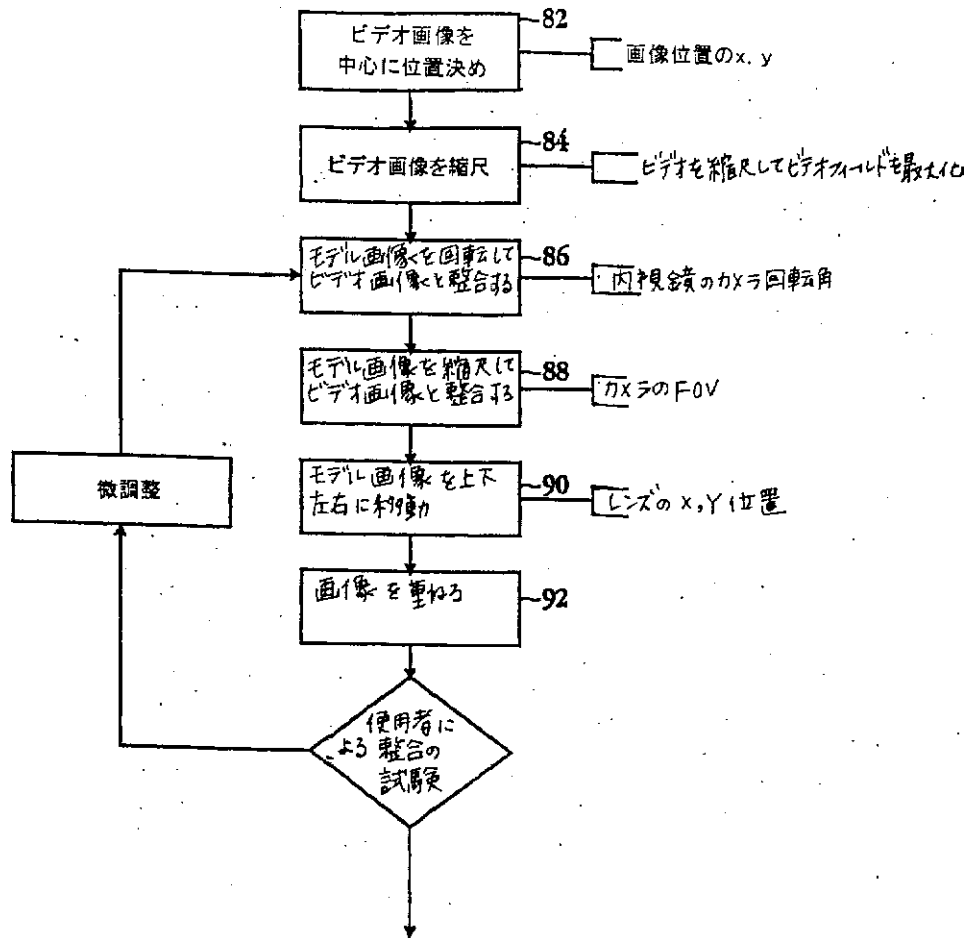 ビデオ画像を
中心に位置決め
82
画像位置のx, y
ビデオ画像を縮尺
84
ビデオを縮尺してビデオフィールドを最大化
モデル画像を回転して
ビデオ画像と整合する
86
内視鏡のカメラ回転角
モデル画像を縮尺して
ビデオ画像と整合する
88
カメラのFOV
微調整
モデル画像を上下
左右に移動
90
レンズのx,Y位置
画像を重ねる
92
使用者に
よる整合の
試験